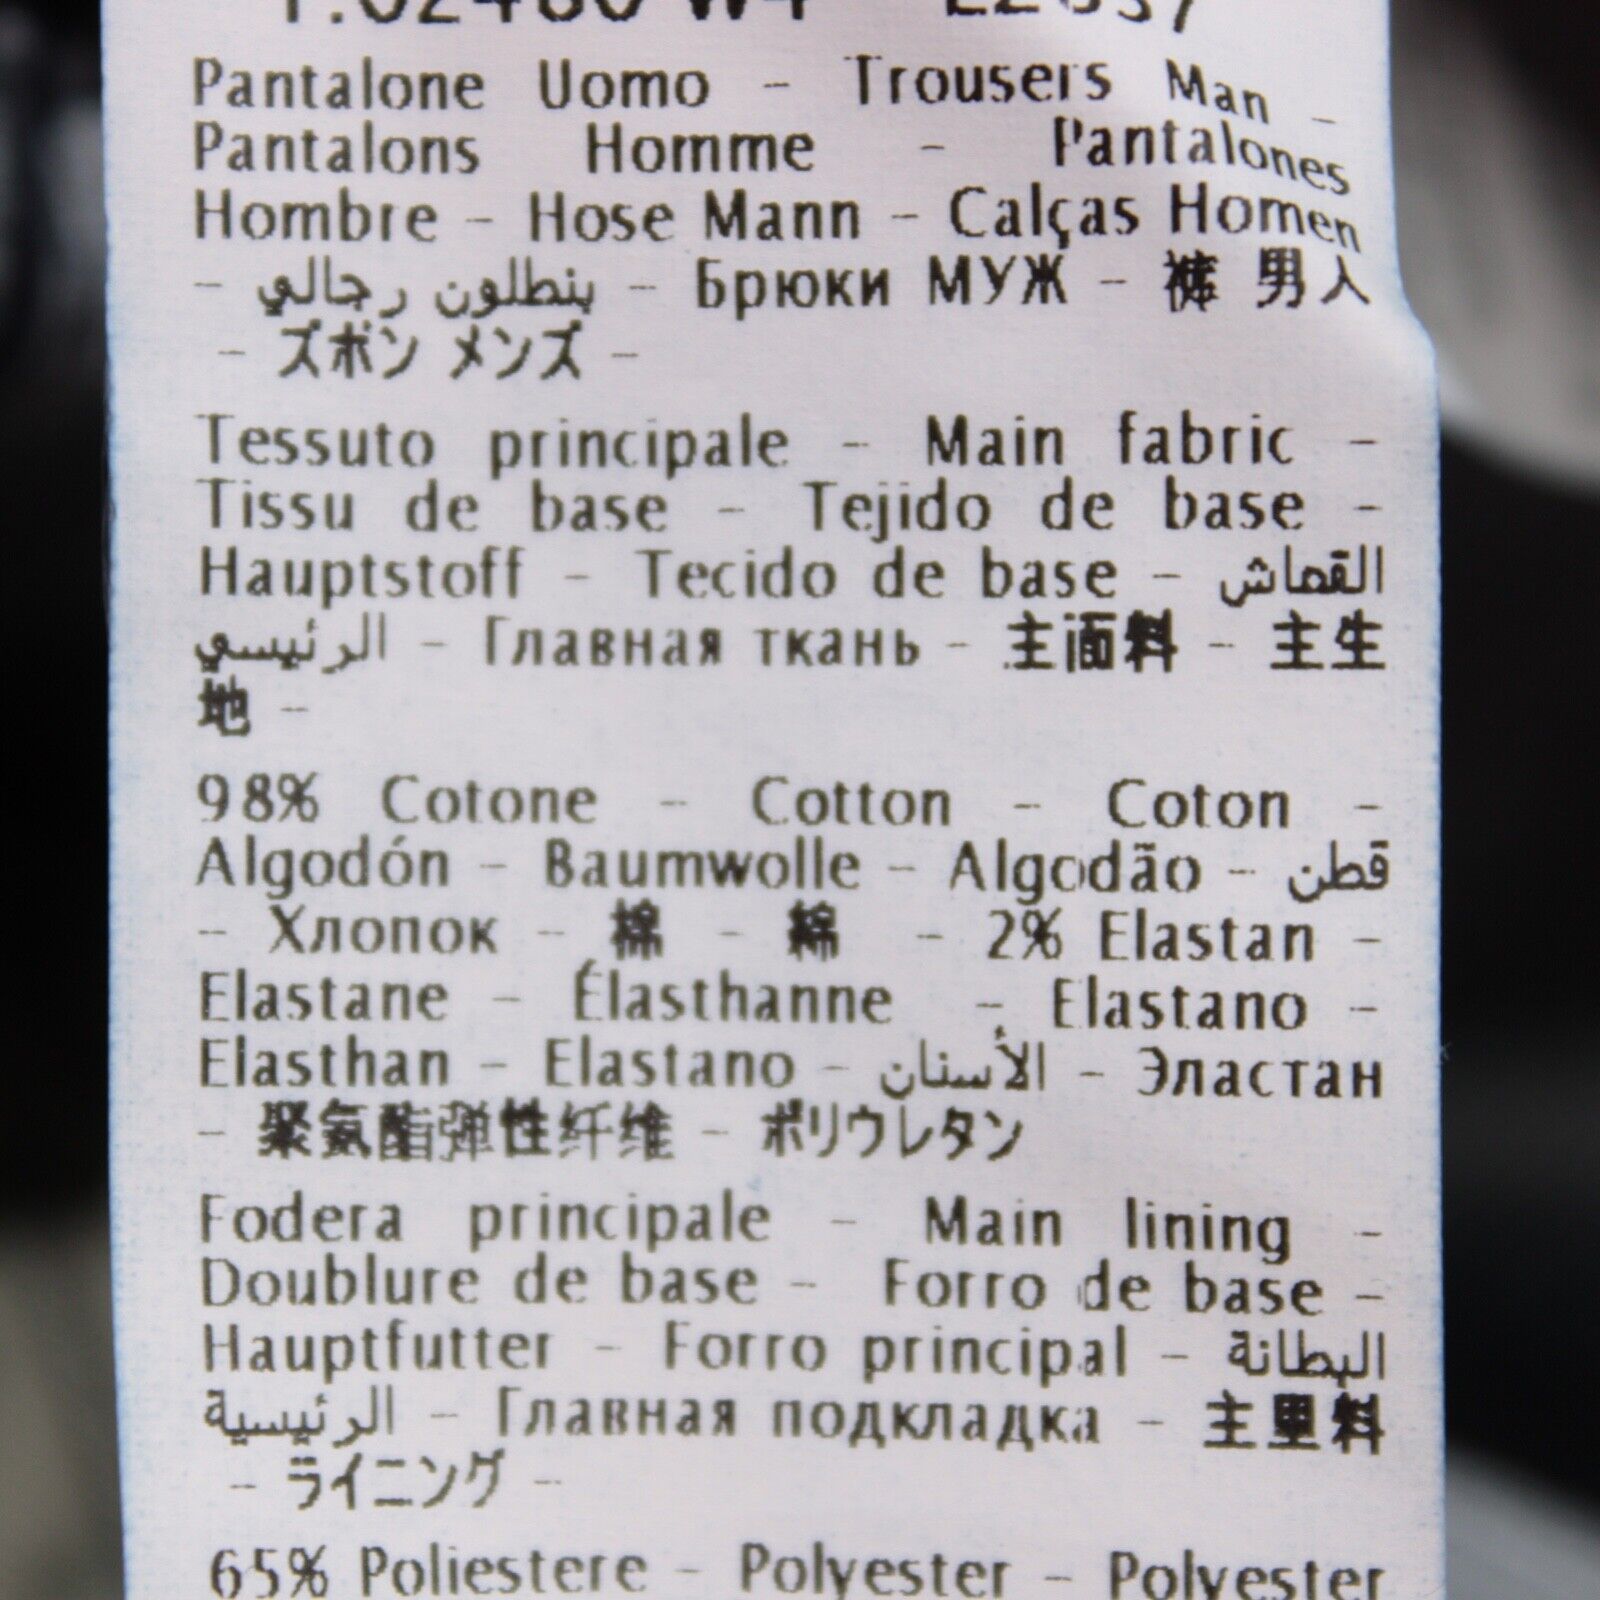 Pantalone Uomo - Trousers Man -
Pantalons Homme - Pantalones
Hombre - Hose Mann - Calças Homen
- بنطلون رجالي - Брюки МУЖ - 裤 男人
- ズボン メンズ -
Tessuto principale - Main fabric -
Tissu de base - Tejido de base -
Hauptstoff - Tecido de base - القماش
الرئيسي - Главная ткань - 主面料 - 主生
地 -
98% Cotone - Cotton - Coton -
Algodón - Baumwolle - Algodão - قطن
- Хлопок - 棉 - 綿 - 2% Elastan -
Elastane - Élasthanne - Elastano -
Elasthan - Elastano - الأسنان - Эластан
- 聚氨酯弹性纤维 - ポリウレタン
Fodera principale - Main lining -
Doublure de base - Forro de base -
Hauptfutter - Forro principal - البطانة
الرئيسية - Главная подкладка - 主里料
- ライニング -
65% Poliestere - Polyester - Polyester